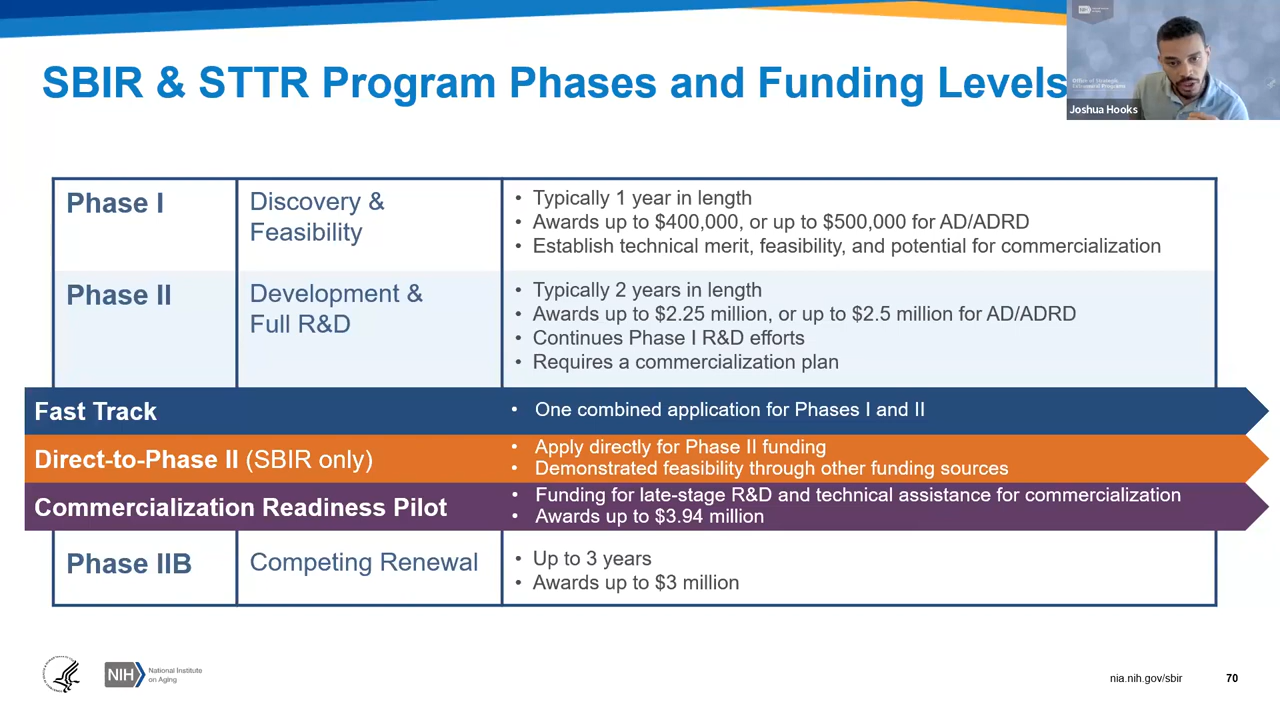 SBIR & STTR Program Phases and Funding Levels
NIH
Office of Strategic
Extramural Programs
Joshua Hooks
Phase I
Discovery &
Feasibility
• Typically 1 year in length
• Awards up to $400,000, or up to $500,000 for AD/ADRD
• Establish technical merit, feasibility, and potential for commercialization
Phase II
Development &
Full R&D
• Typically 2 years in length
• Awards up to $2.25 million, or up to $2.5 million for AD/ADRD
• Continues Phase I R&D efforts
• Requires a commercialization plan
Fast Track
• One combined application for Phases I and II
Direct-to-Phase II (SBIR only)
• Apply directly for Phase II funding
• Demonstrated feasibility through other funding sources
Commercialization Readiness Pilot
• Funding for late-stage R&D and technical assistance for commercialization
• Awards up to $3.94 million
Phase IIB
Competing Renewal
• Up to 3 years
• Awards up to $3 million
NIH
National Institute
on Aging
nia.nih.gov/sbir
70